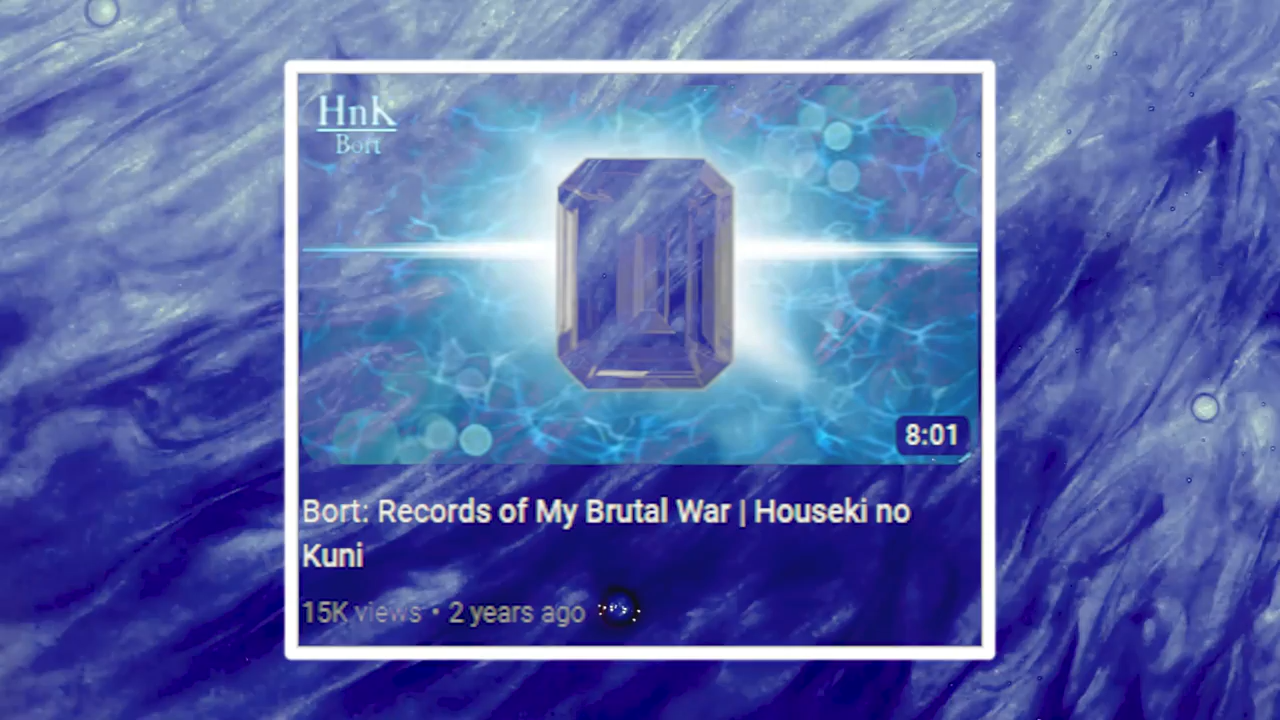 HnK
Bort
8:01
Bort: Records of My Brutal War | Houseki no
Kuni
15K views • 2 years ago